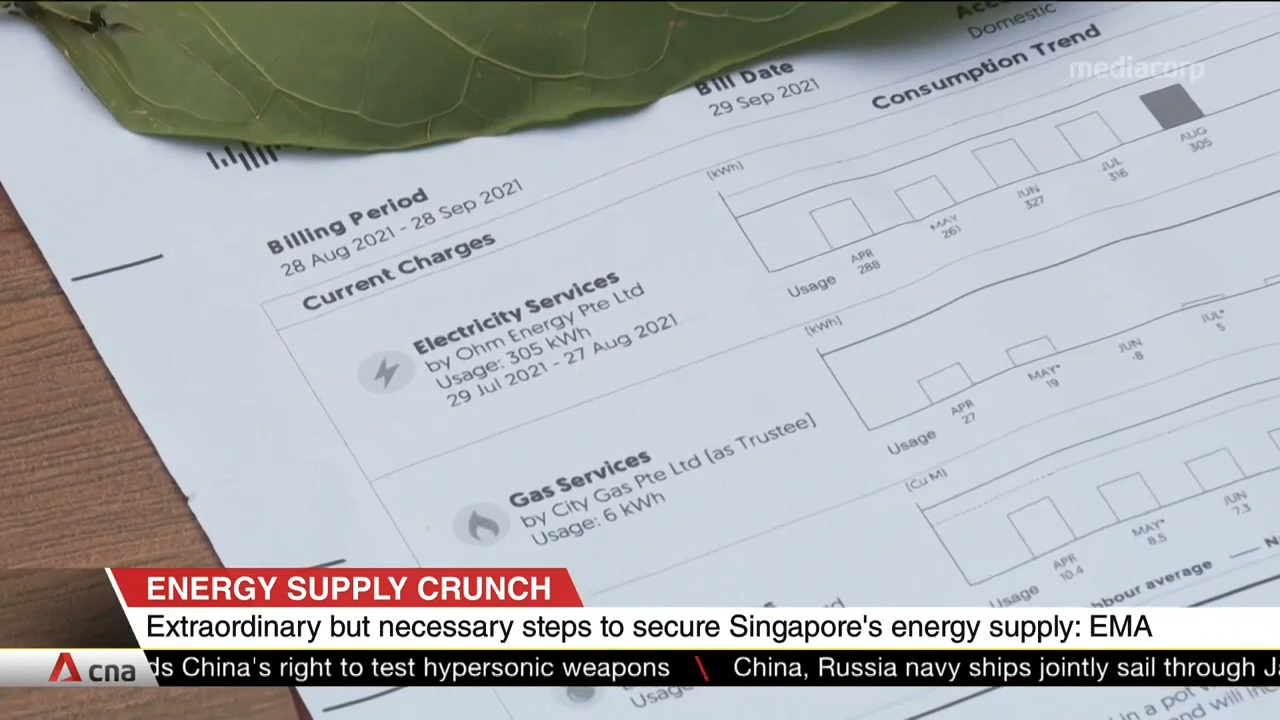 Domestic
mediacorp
Bill Date
29 Sep 2021
Consumption Trend
Billing Period
28 Aug 2021 - 28 Sep 2021
Current Charges
(kWh)
Usage
APR
288
MAY
261
JUN
327
JUL
316
AUG
305
Electricity Services
by Ohm Energy Pte Ltd
Usage: 305 kWh
29 Jul 2021 - 27 Aug 2021
(kWh)
Usage
APR
27
MAY*
19
JUN
-8
JUL*
5
Gas Services
by City Gas Pte Ltd (as Trustee)
Usage: 6 kWh
(Cu M)
Usage
APR
10.4
MAY*
8.5
JUN
7.3
average
Usage
in a pot
and will
ENERGY SUPPLY CRUNCH
Extraordinary but necessary steps to secure Singapore's energy supply: EMA
cna
China's right to test hypersonic weapons \ China, Russia navy ships jointly sail through